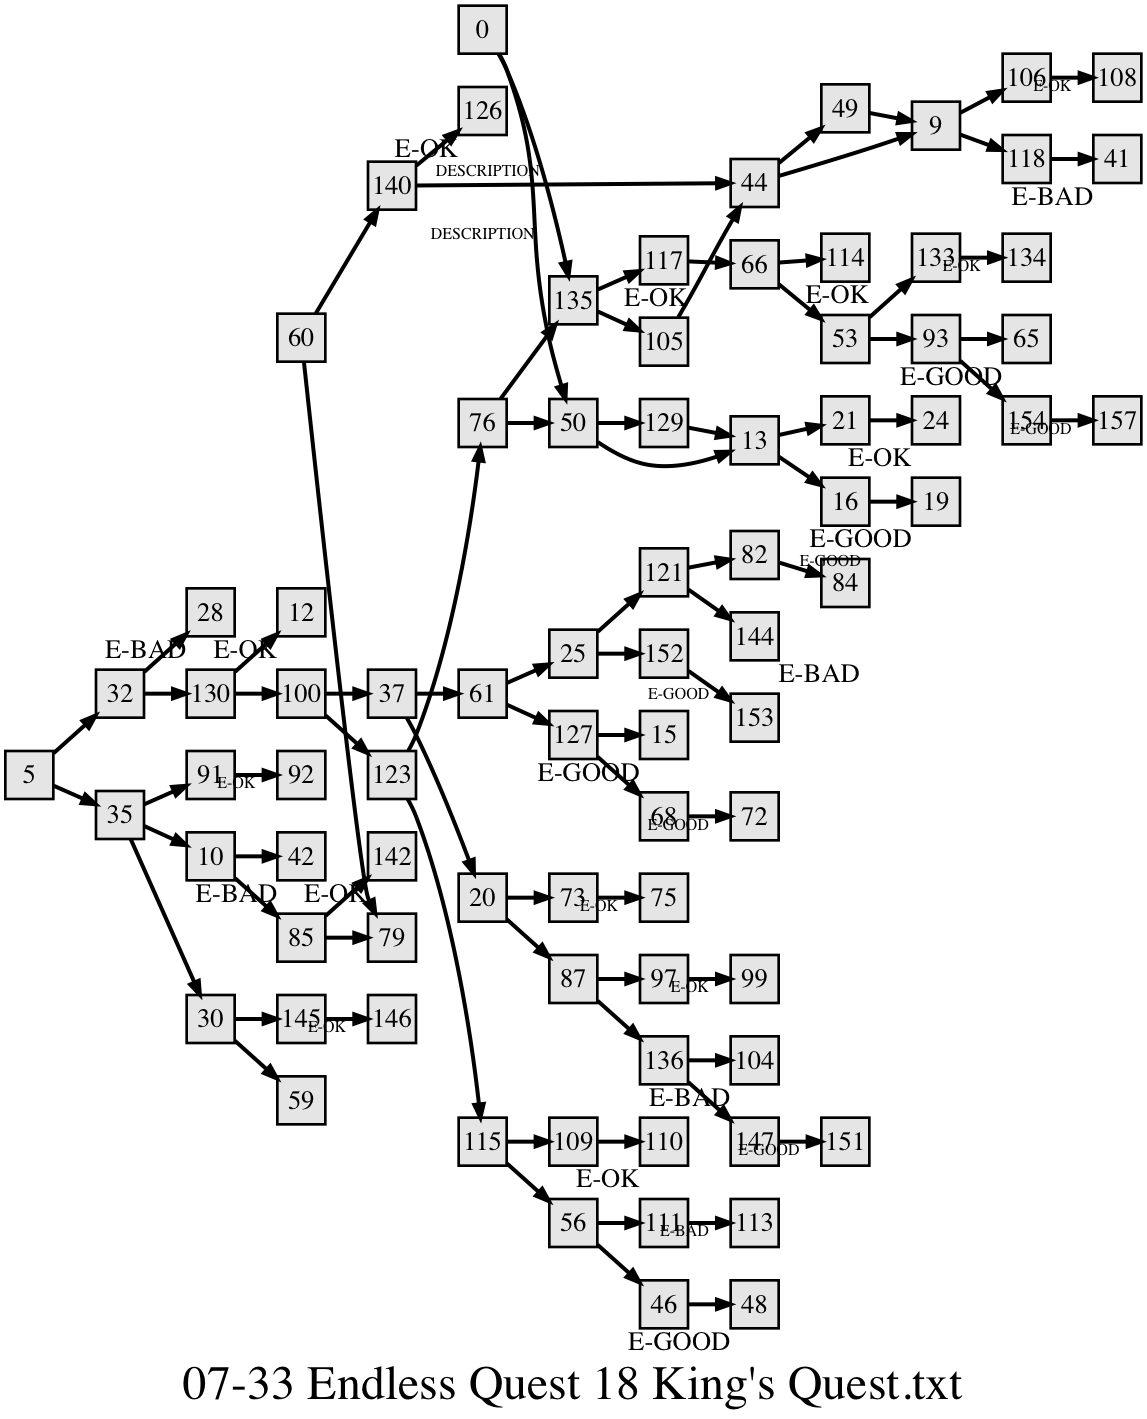 0
126
E-OK
DESCRIPTION
140
DESCRIPTION
60
106
E-OK
108
49
9
118
41
E-BAD
44
117
66
114
E-OK
133
E-OK
134
135
E-OK
105
53
93
65
E-GOOD
154
E-GOOD
157
76
50
129
13
21
24
E-OK
16
19
E-GOOD
82
E-GOOD
84
121
144
E-BAD
28
E-BAD
12
E-OK
32
130
100
37
61
25
152
E-GOOD
153
127
15
E-GOOD
68
E-GOOD
72
5
91
E-OK
92
123
35
10
42
142
E-BAD
E-OK
85
79
20
73
E-OK
75
87
97
E-OK
99
30
145
E-OK
146
59
136
104
E-BAD
147
E-GOOD
151
115
109
110
E-OK
56
111
E-BAD
113
46
48
E-GOOD
07-33 Endless Quest 18 King's Quest.txt